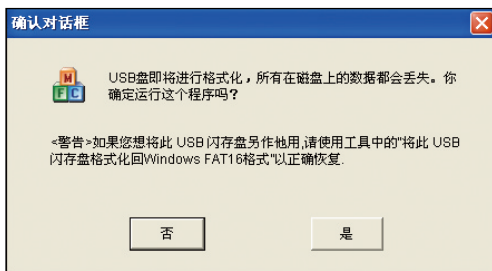 确认对话框
M
F C
USB盘即将进行格式化，所有在磁盘上的数据都会丢失。你
确定运行这个程序吗？
<警告>如果您想将此 USB 闪存盘另作他用,请使用工具中的"将此 USB
闪存盘格式化回Windows FAT16格式"以正确恢复.
否
是